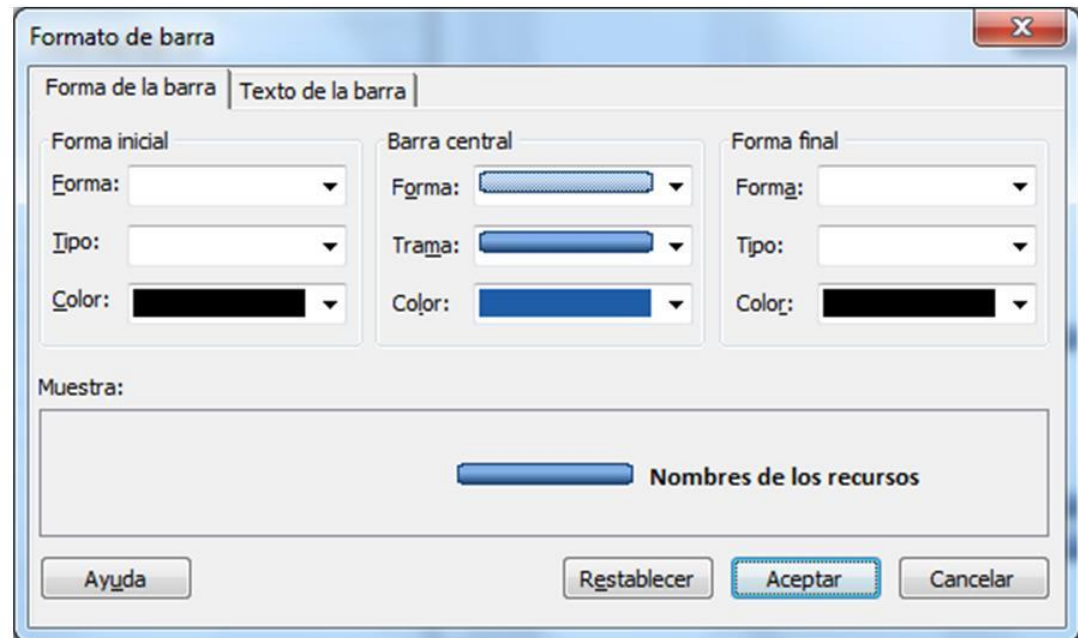 Formato de barra
Forma de la barra Texto de la barra
Forma inicial Barra central Forma final
Forma: Forma: Forma:
Tipo: Trama: Tipo:
Color: Color: Color:
Muestra:
Nombres de los recursos
Ayuda Restablecer Aceptar Cancelar